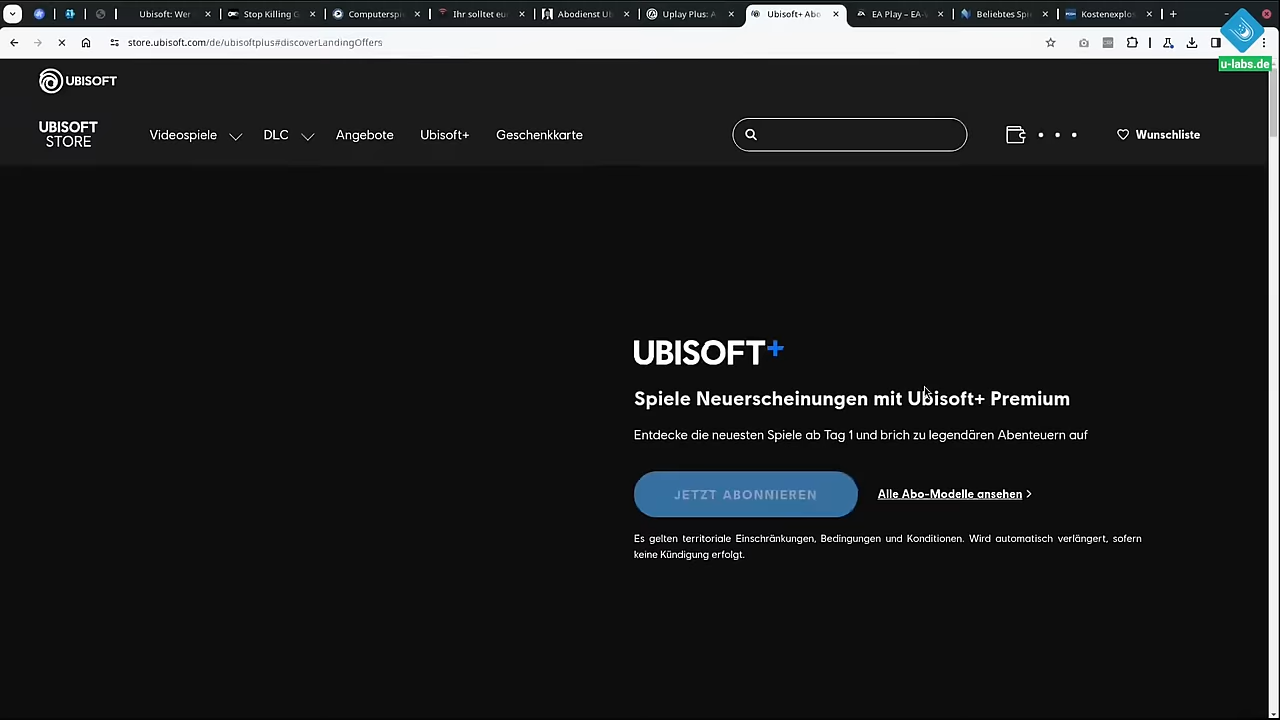 Ubisoft: Wer
Stop Killing G
Computerspi
Ihr solltet eu
Abodienst Ub
Uplay Plus: A
Ubisoft+ Abo
EA Play – EA-
Beliebtes Spi
Kostenexplos
store.ubisoft.com/de/ubisoftplus#discoverLandingOffers
u-labs.de
UBISOFT
UBISOFT
STORE
Videospiele
DLC
Angebote
Ubisoft+
Geschenkkarte
Wunschliste
UBISOFT+
Spiele Neuerscheinungen mit Ubisoft+ Premium
Entdecke die neuesten Spiele ab Tag 1 und brich zu legendären Abenteuern auf
JETZT ABONNIEREN
Alle Abo-Modelle ansehen
Es gelten territoriale Einschränkungen, Bedingungen und Konditionen. Wird automatisch verlängert, sofern
keine Kündigung erfolgt.